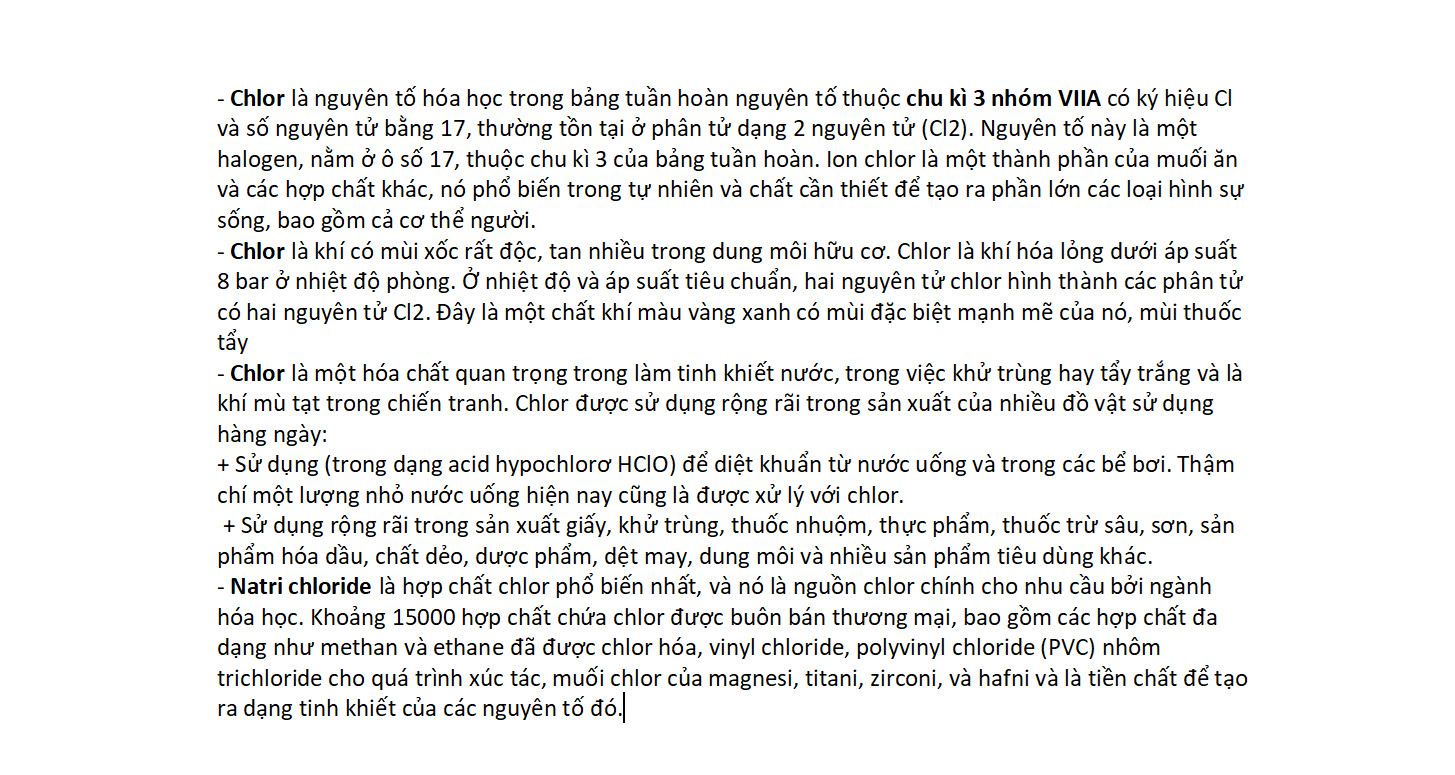 - Chlor là nguyên tố hóa học trong bảng tuần hoàn nguyên tố thuộc chu kì 3 nhóm VIIA có ký hiệu Cl
và số nguyên tử bằng 17, thường tồn tại ở phân tử dạng 2 nguyên tử (Cl2). Nguyên tố này là một
halogen, nằm ở ô số 17, thuộc chu kì 3 của bảng tuần hoàn. Ion chlor là một thành phần của muối ăn
và các hợp chất khác, nó phổ biến trong tự nhiên và chất cần thiết để tạo ra phần lớn các loại hình sự
sống, bao gồm cả cơ thể người.
- Chlor là khí có mùi xốc rất độc, tan nhiều trong dung môi hữu cơ. Chlor là khí hóa lỏng dưới áp suất
8 bar ở nhiệt độ phòng. Ở nhiệt độ và áp suất tiêu chuẩn, hai nguyên tử chlor hình thành các phân tử
có hai nguyên tử Cl2. Đây là một chất khí màu vàng xanh có mùi đặc biệt mạnh mẽ của nó, mùi thuốc
tẩy
- Chlor là một hóa chất quan trọng trong làm tinh khiết nước, trong việc khử trùng hay tẩy trắng và là
khí mù tạt trong chiến tranh. Chlor được sử dụng rộng rãi trong sản xuất của nhiều đồ vật sử dụng
hàng ngày:
+ Sử dụng (trong dạng acid hypochlorơ HClO) để diệt khuẩn từ nước uống và trong các bể bơi. Thậm
chí một lượng nhỏ nước uống hiện nay cũng là được xử lý với chlor.
+ Sử dụng rộng rãi trong sản xuất giấy, khử trùng, thuốc nhuộm, thực phẩm, thuốc trừ sâu, sơn, sản
phẩm hóa dầu, chất dẻo, dược phẩm, dệt may, dung môi và nhiều sản phẩm tiêu dùng khác.
- Natri chloride là hợp chất chlor phổ biến nhất, và nó là nguồn chlor chính cho nhu cầu bởi ngành
hóa học. Khoảng 15000 hợp chất chứa chlor được buôn bán thương mại, bao gồm các hợp chất đa
dạng như methan và ethane đã được chlor hóa, vinyl chloride, polyvinyl chloride (PVC) nhôm
trichloride cho quá trình xúc tác, muối chlor của magnesi, titani, zirconi, và hafni và là tiền chất để tạo
ra dạng tinh khiết của các nguyên tố đó.